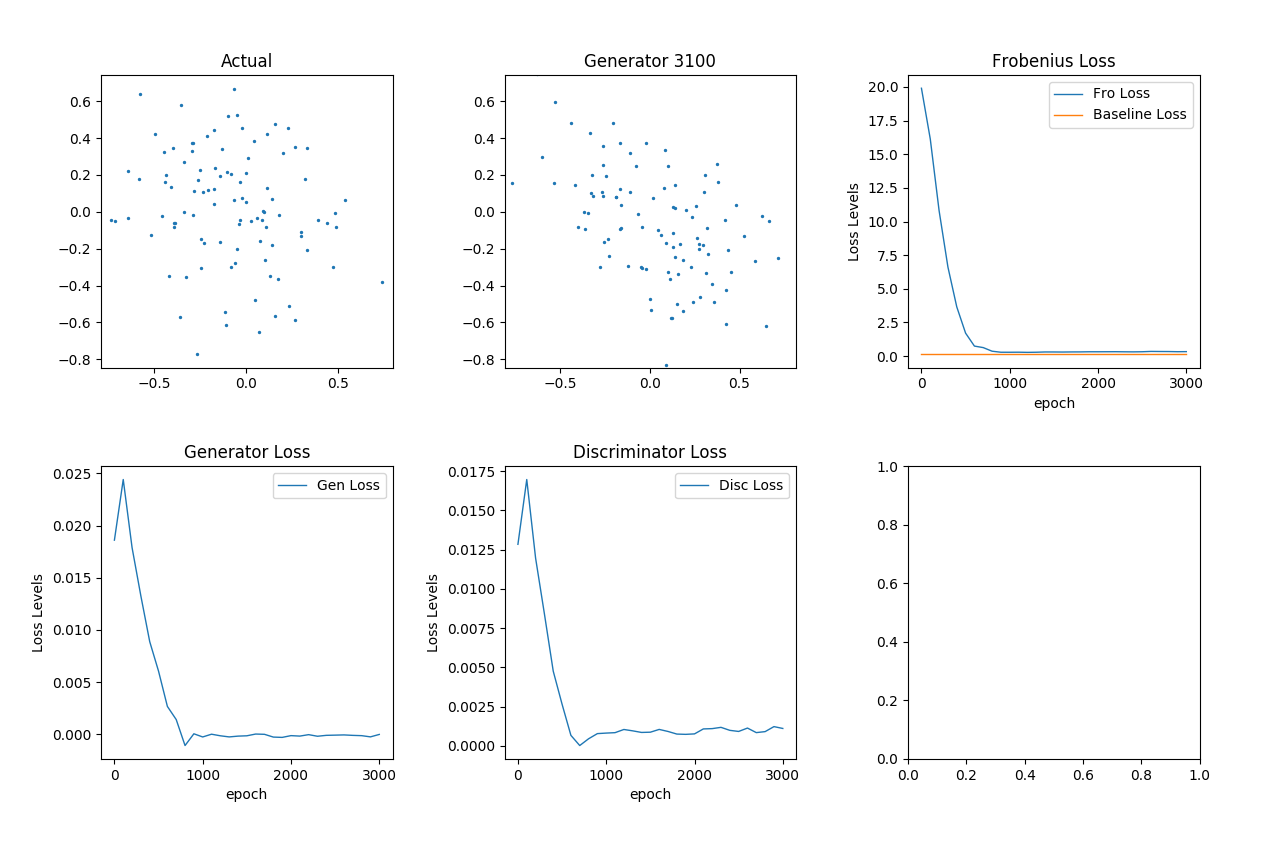 Actual
0.6
0.4
0.2
0.0
−0.2
−0.4
−0.6
−0.8
−0.5 0.0 0.5
Generator 3100
0.6
0.4
0.2
0.0
−0.2
−0.4
−0.6
−0.8
−0.5 0.0 0.5
Frobenius Loss
Fro Loss
Baseline Loss
Loss Levels
20.0
17.5
15.0
12.5
10.0
7.5
5.0
2.5
0.0
0 1000 2000 3000
epoch
Generator Loss
Gen Loss
Loss Levels
0.025
0.020
0.015
0.010
0.005
0.000
0 1000 2000 3000
epoch
Discriminator Loss
Disc Loss
Loss Levels
0.0175
0.0150
0.0125
0.0100
0.0075
0.0050
0.0025
0.0000
0 1000 2000 3000
epoch
1.0
0.8
0.6
0.4
0.2
0.0
0.0 0.2 0.4 0.6 0.8 1.0